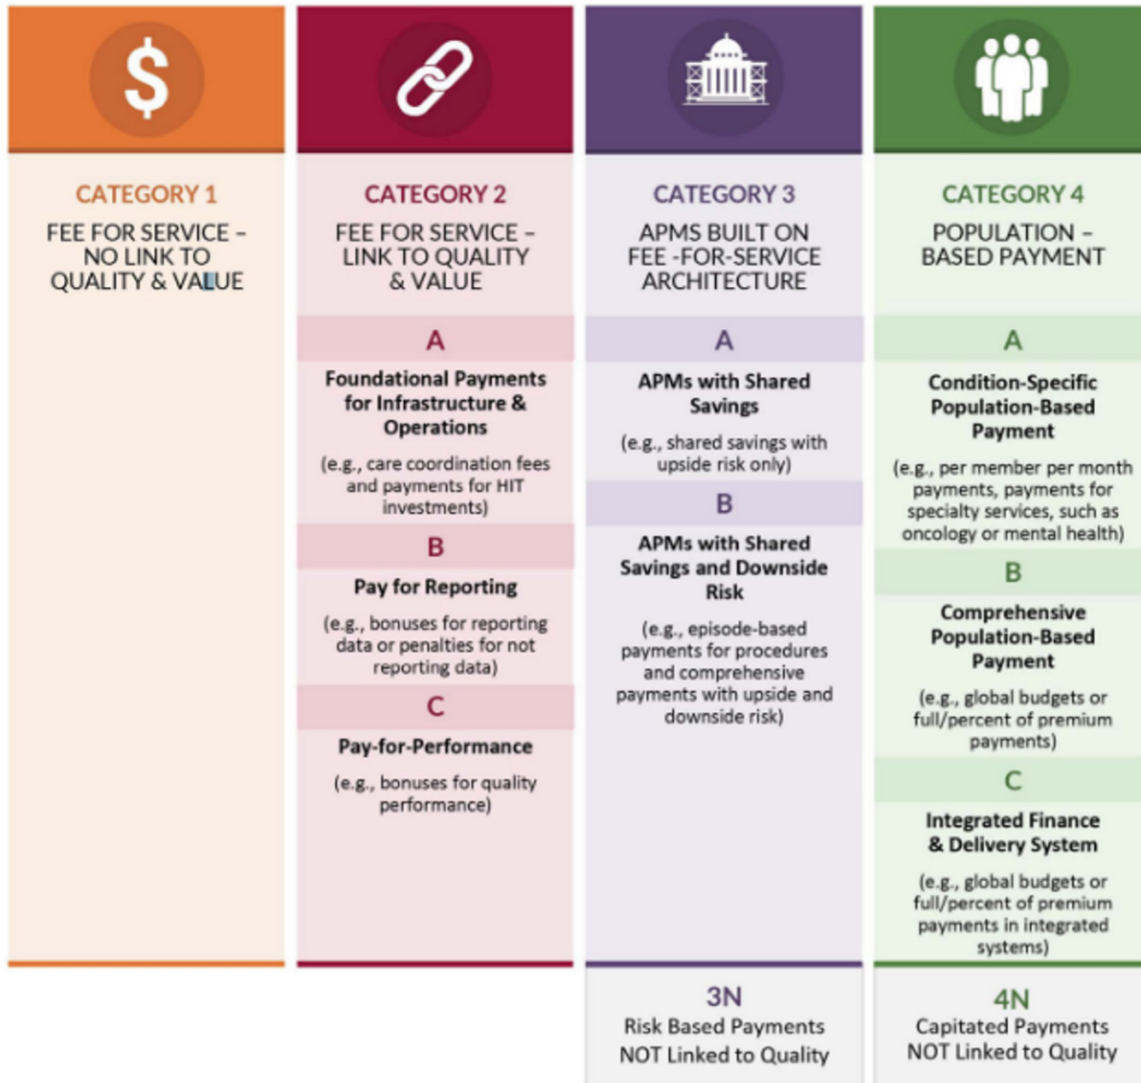 $
CATEGORY 1
FEE FOR SERVICE –
NO LINK TO
QUALITY & VALUE
CATEGORY 2
FEE FOR SERVICE –
LINK TO QUALITY
& VALUE
A
Foundational Payments
for Infrastructure &
Operations
(e.g., care coordination fees
and payments for HIT
investments)
B
Pay for Reporting
(e.g., bonuses for reporting
data or penalties for not
reporting data)
C
Pay-for-Performance
(e.g., bonuses for quality
performance)
CATEGORY 3
APMS BUILT ON
FEE -FOR-SERVICE
ARCHITECTURE
A
APMs with Shared
Savings
(e.g., shared savings with
upside risk only)
B
APMs with Shared
Savings and Downside
Risk
(e.g., episode-based
payments for procedures
and comprehensive
payments with upside and
downside risk)
3N
Risk Based Payments
NOT Linked to Quality
CATEGORY 4
POPULATION –
BASED PAYMENT
A
Condition-Specific
Population-Based
Payment
(e.g., per member per month
payments, payments for
specialty services, such as
oncology or mental health)
B
Comprehensive
Population-Based
Payment
(e.g., global budgets or
full/percent of premium
payments)
C
Integrated Finance
& Delivery System
(e.g., global budgets or
full/percent of premium
payments in integrated
systems)
4N
Capitated Payments
NOT Linked to Quality